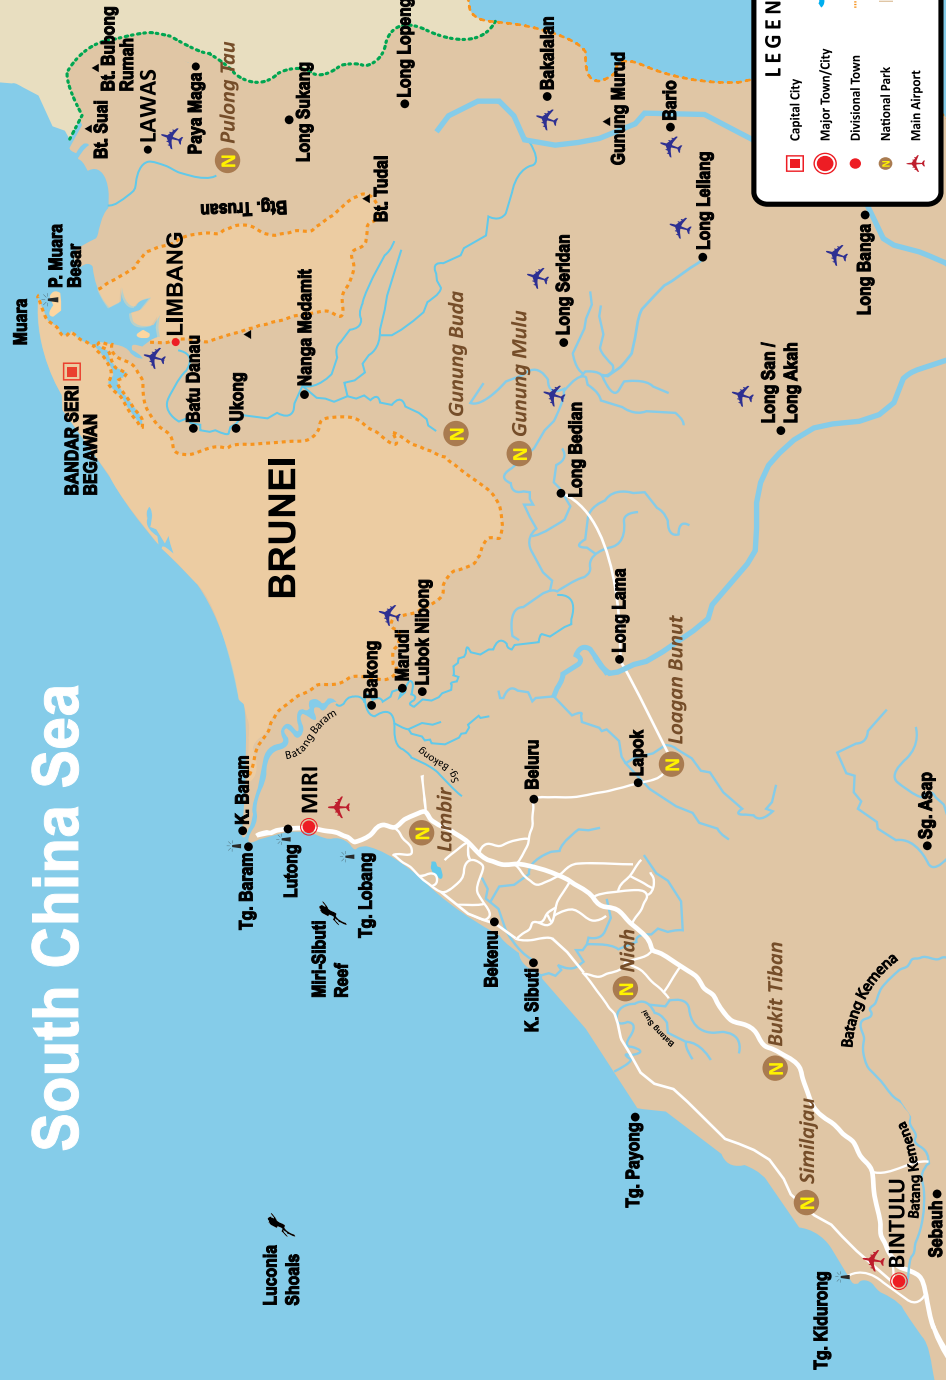 South China Sea
Muara
P. Muara
Besar
BANDAR SERI
BEGAWAN
Bt. Sual
Bt. Bubong
Rumah
LAWAS
Paya Maga
Pulong Tau
Long Sukang
Long Lopeng
Btg. Trusan
Bt. Tudal
LIMBANG
Batu Danau
Ukong
Nanga Medamit
BRUNEI
Gunung Buda
Gunung Mulu
Bakalalan
Gunung Murud
Bario
Long Lellang
Long Seridan
Long Bedian
Long Banga
Long San /
Long Akah
Long Lama
Loagan Bunut
Lapok
Beluru
Bakong
Marudi
Lubok Nibong
Batang Baram
Sg. Bakong
K. Baram
Tg. Baram
Lutong
MIRI
Lambir
Tg. Lobang
Miri-Sibuti
Reef
Bekenu
K. Sibuti
Niah
Batang Suai
Bukit Tiban
Similajau
Tg. Payong
Luconia
Shoals
Tg. Kidurong
BINTULU
Batang Kemena
Batang Kemena
Sebauh
Sg. Asap
LEGEN
Capital City
Major Town/City
Divisional Town
National Park
Main Airport
N
N
N
N
N
N
N
N
N